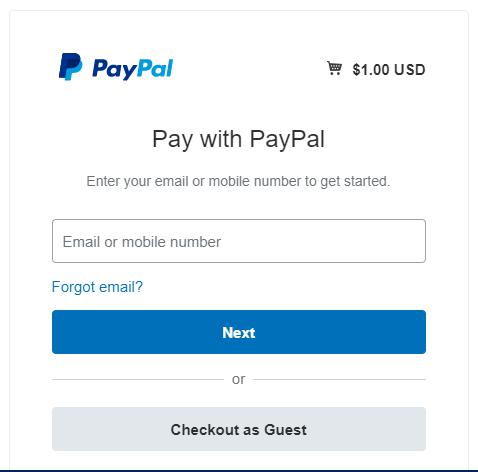 PayPal
$1.00 USD
Pay with PayPal
Enter your email or mobile number to get started.
Email or mobile number
Forgot email?
Next
or
Checkout as Guest